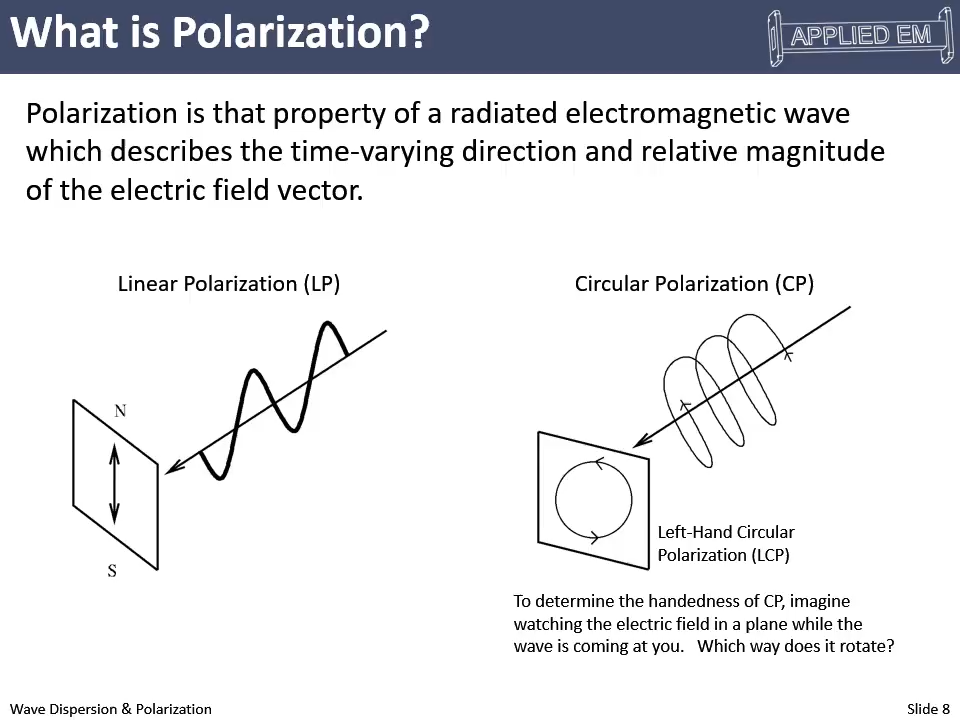 What is Polarization?
APPLIED EM
Polarization is that property of a radiated electromagnetic wave
which describes the time-varying direction and relative magnitude
of the electric field vector.
Linear Polarization (LP)
N
S
Circular Polarization (CP)
Left-Hand Circular
Polarization (LCP)
To determine the handedness of CP, imagine
watching the electric field in a plane while the
wave is coming at you. Which way does it rotate?
Wave Dispersion & Polarization
Slide 8